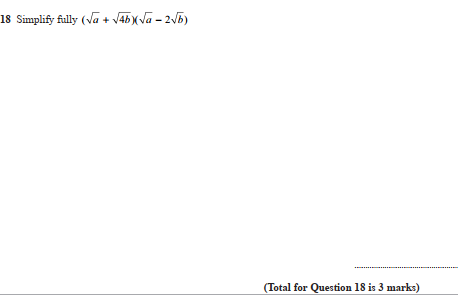 18 Simplify fully (√a + √4b)(√a − 2√b)
(Total for Question 18 is 3 marks)